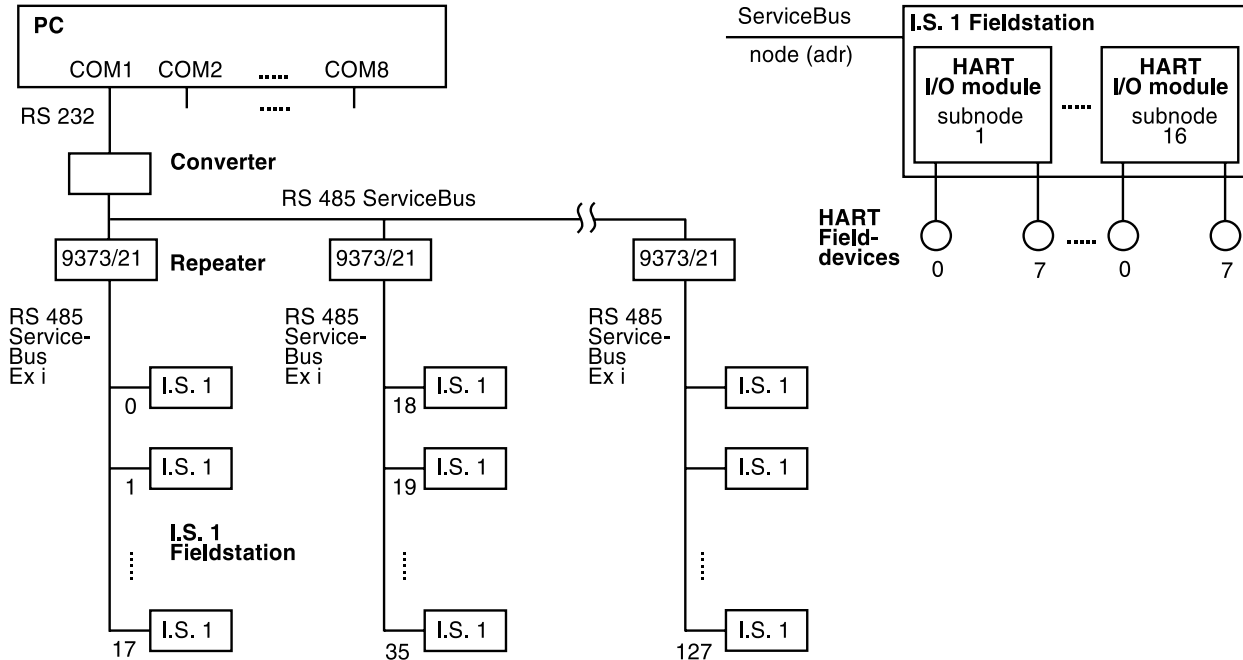 PC
COM1 COM2 ..... COM8
.....
RS 232
Converter
RS 485 ServiceBus
9373/21
Repeater
9373/21
9373/21
RS 485
Service-
Bus
Ex i
RS 485
Service-
Bus
Ex i
RS 485
Service-
Bus
Ex i
I.S. 1
0
I.S. 1
18
I.S. 1
I.S. 1
1
I.S. 1
19
I.S. 1
I.S. 1
Fieldstation
I.S. 1
17
I.S. 1
35
I.S. 1
127
ServiceBus
node (adr)
I.S. 1 Fieldstation
HART
I/O module
subnode
1
.....
HART
I/O module
subnode
16
HART
Field-
devices
.....
0
7
0
7